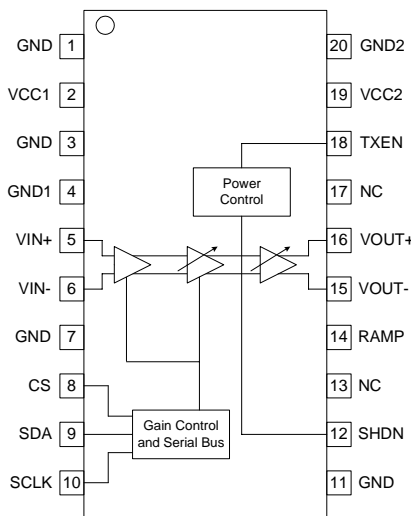 GND 1 20 GND2
VCC1 2 19 VCC2
GND 3 18 TXEN
Power
Control
GND1 4 17 NC
VIN+ 5 16 VOUT+
VIN- 6 15 VOUT-
GND 7 14 RAMP
CS 8 13 NC
Gain Control
and Serial Bus
SDA 9 12 SHDN
SCLK 10 11 GND